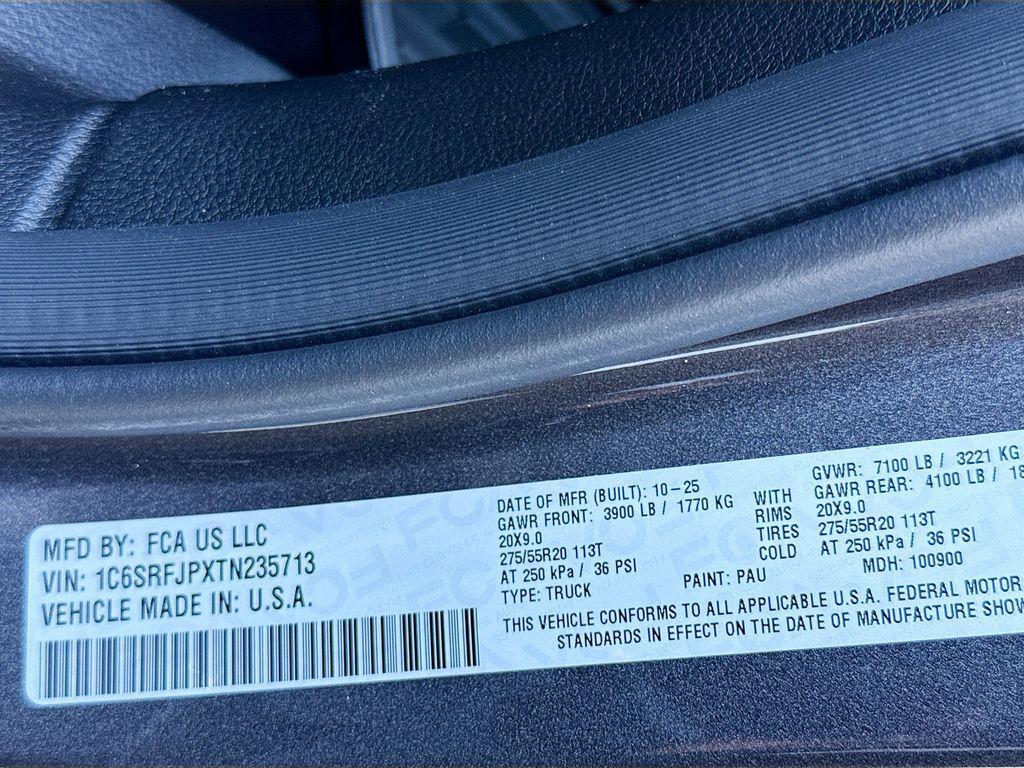 MFD BY: FCA US LLC
VIN: 1C6SRFJPXTN235713
VEHICLE MADE IN: U.S.A.
DATE OF MFR (BUILT): 10-25
GAWR FRONT: 3900 LB / 1770 KG
20X9.0
275/55R20 113T
AT 250 kPa / 36 PSI
TYPE: TRUCK
WITH
RIMS
TIRES
COLD
GVWR: 7100 LB / 3221 KG
GAWR REAR: 4100 LB /
20X9.0
275/55R20 113T
AT 250 kPa / 36 PSI
PAINT: PAU
MDH: 100900
THIS VEHICLE CONFORMS TO ALL APPLICABLE U.S.A. FEDERAL MOTOR
STANDARDS IN EFFECT ON THE DATE OF MANUFACTURE